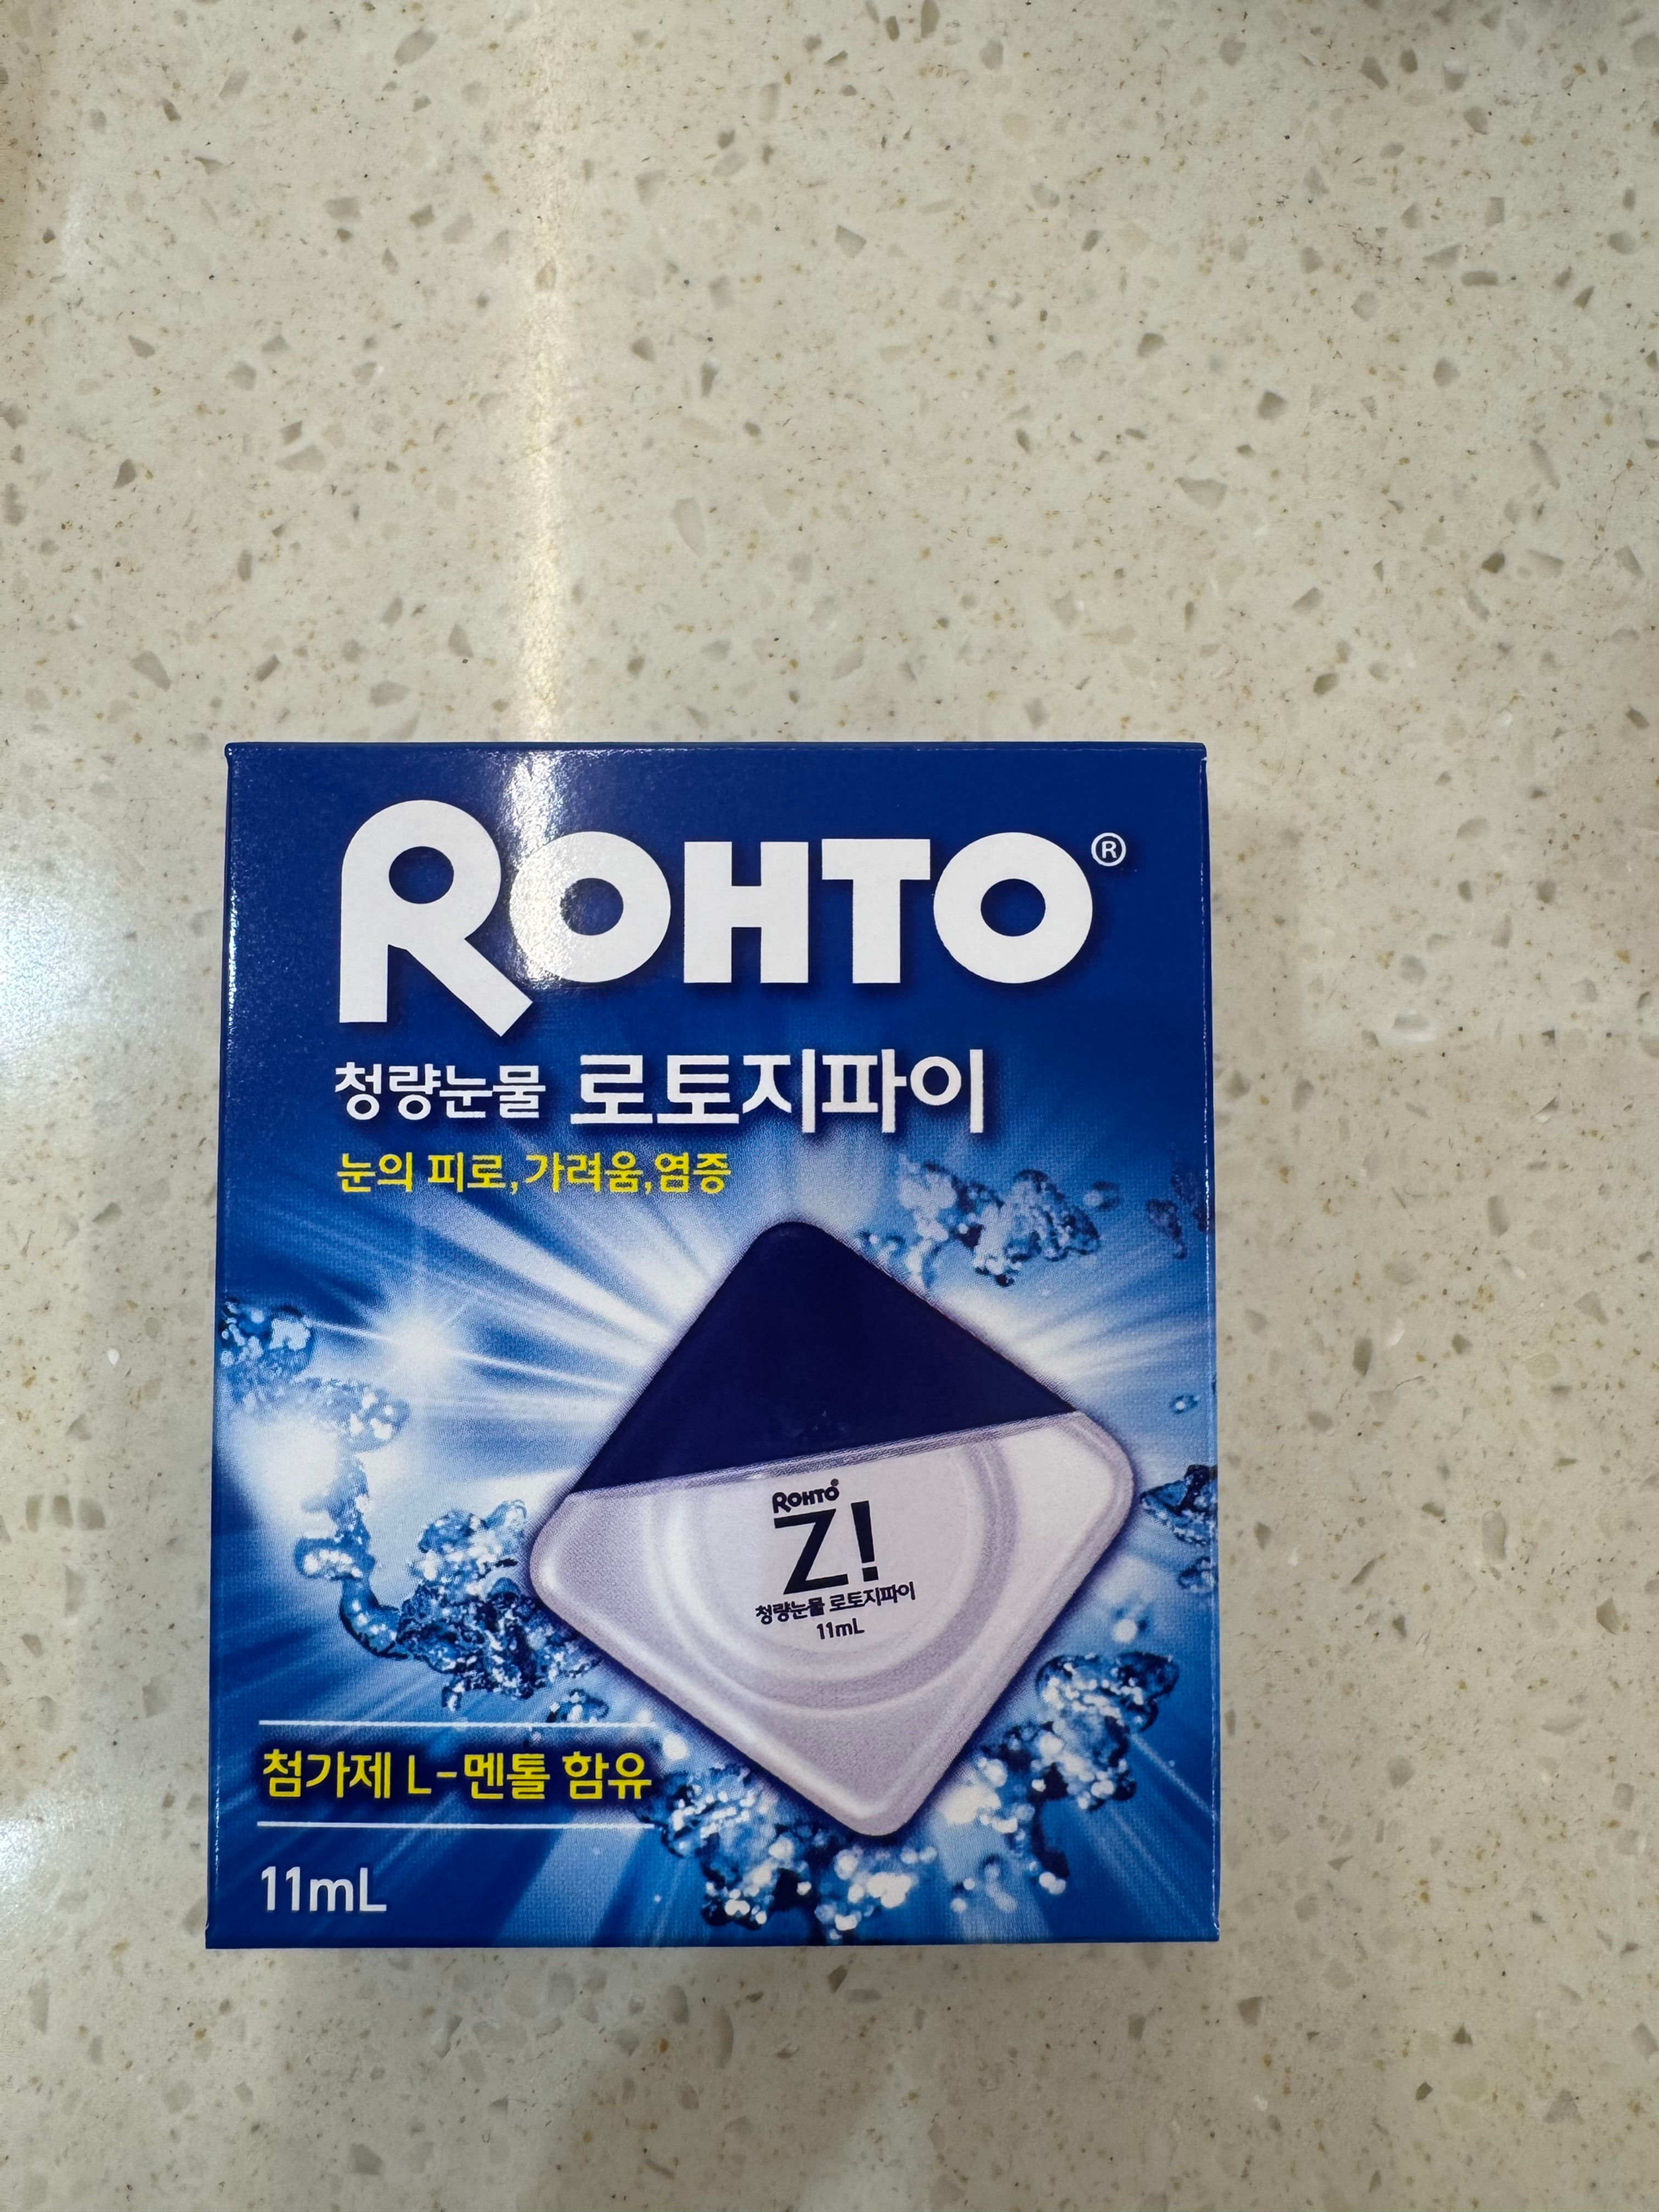 ROHTO®
청량눈물 로토지파이
눈의 피로,가려움,염증
ROHTO®
Z!
청량눈물 로토지파이
11mL
첨가제 L-멘톨 함유
11mL